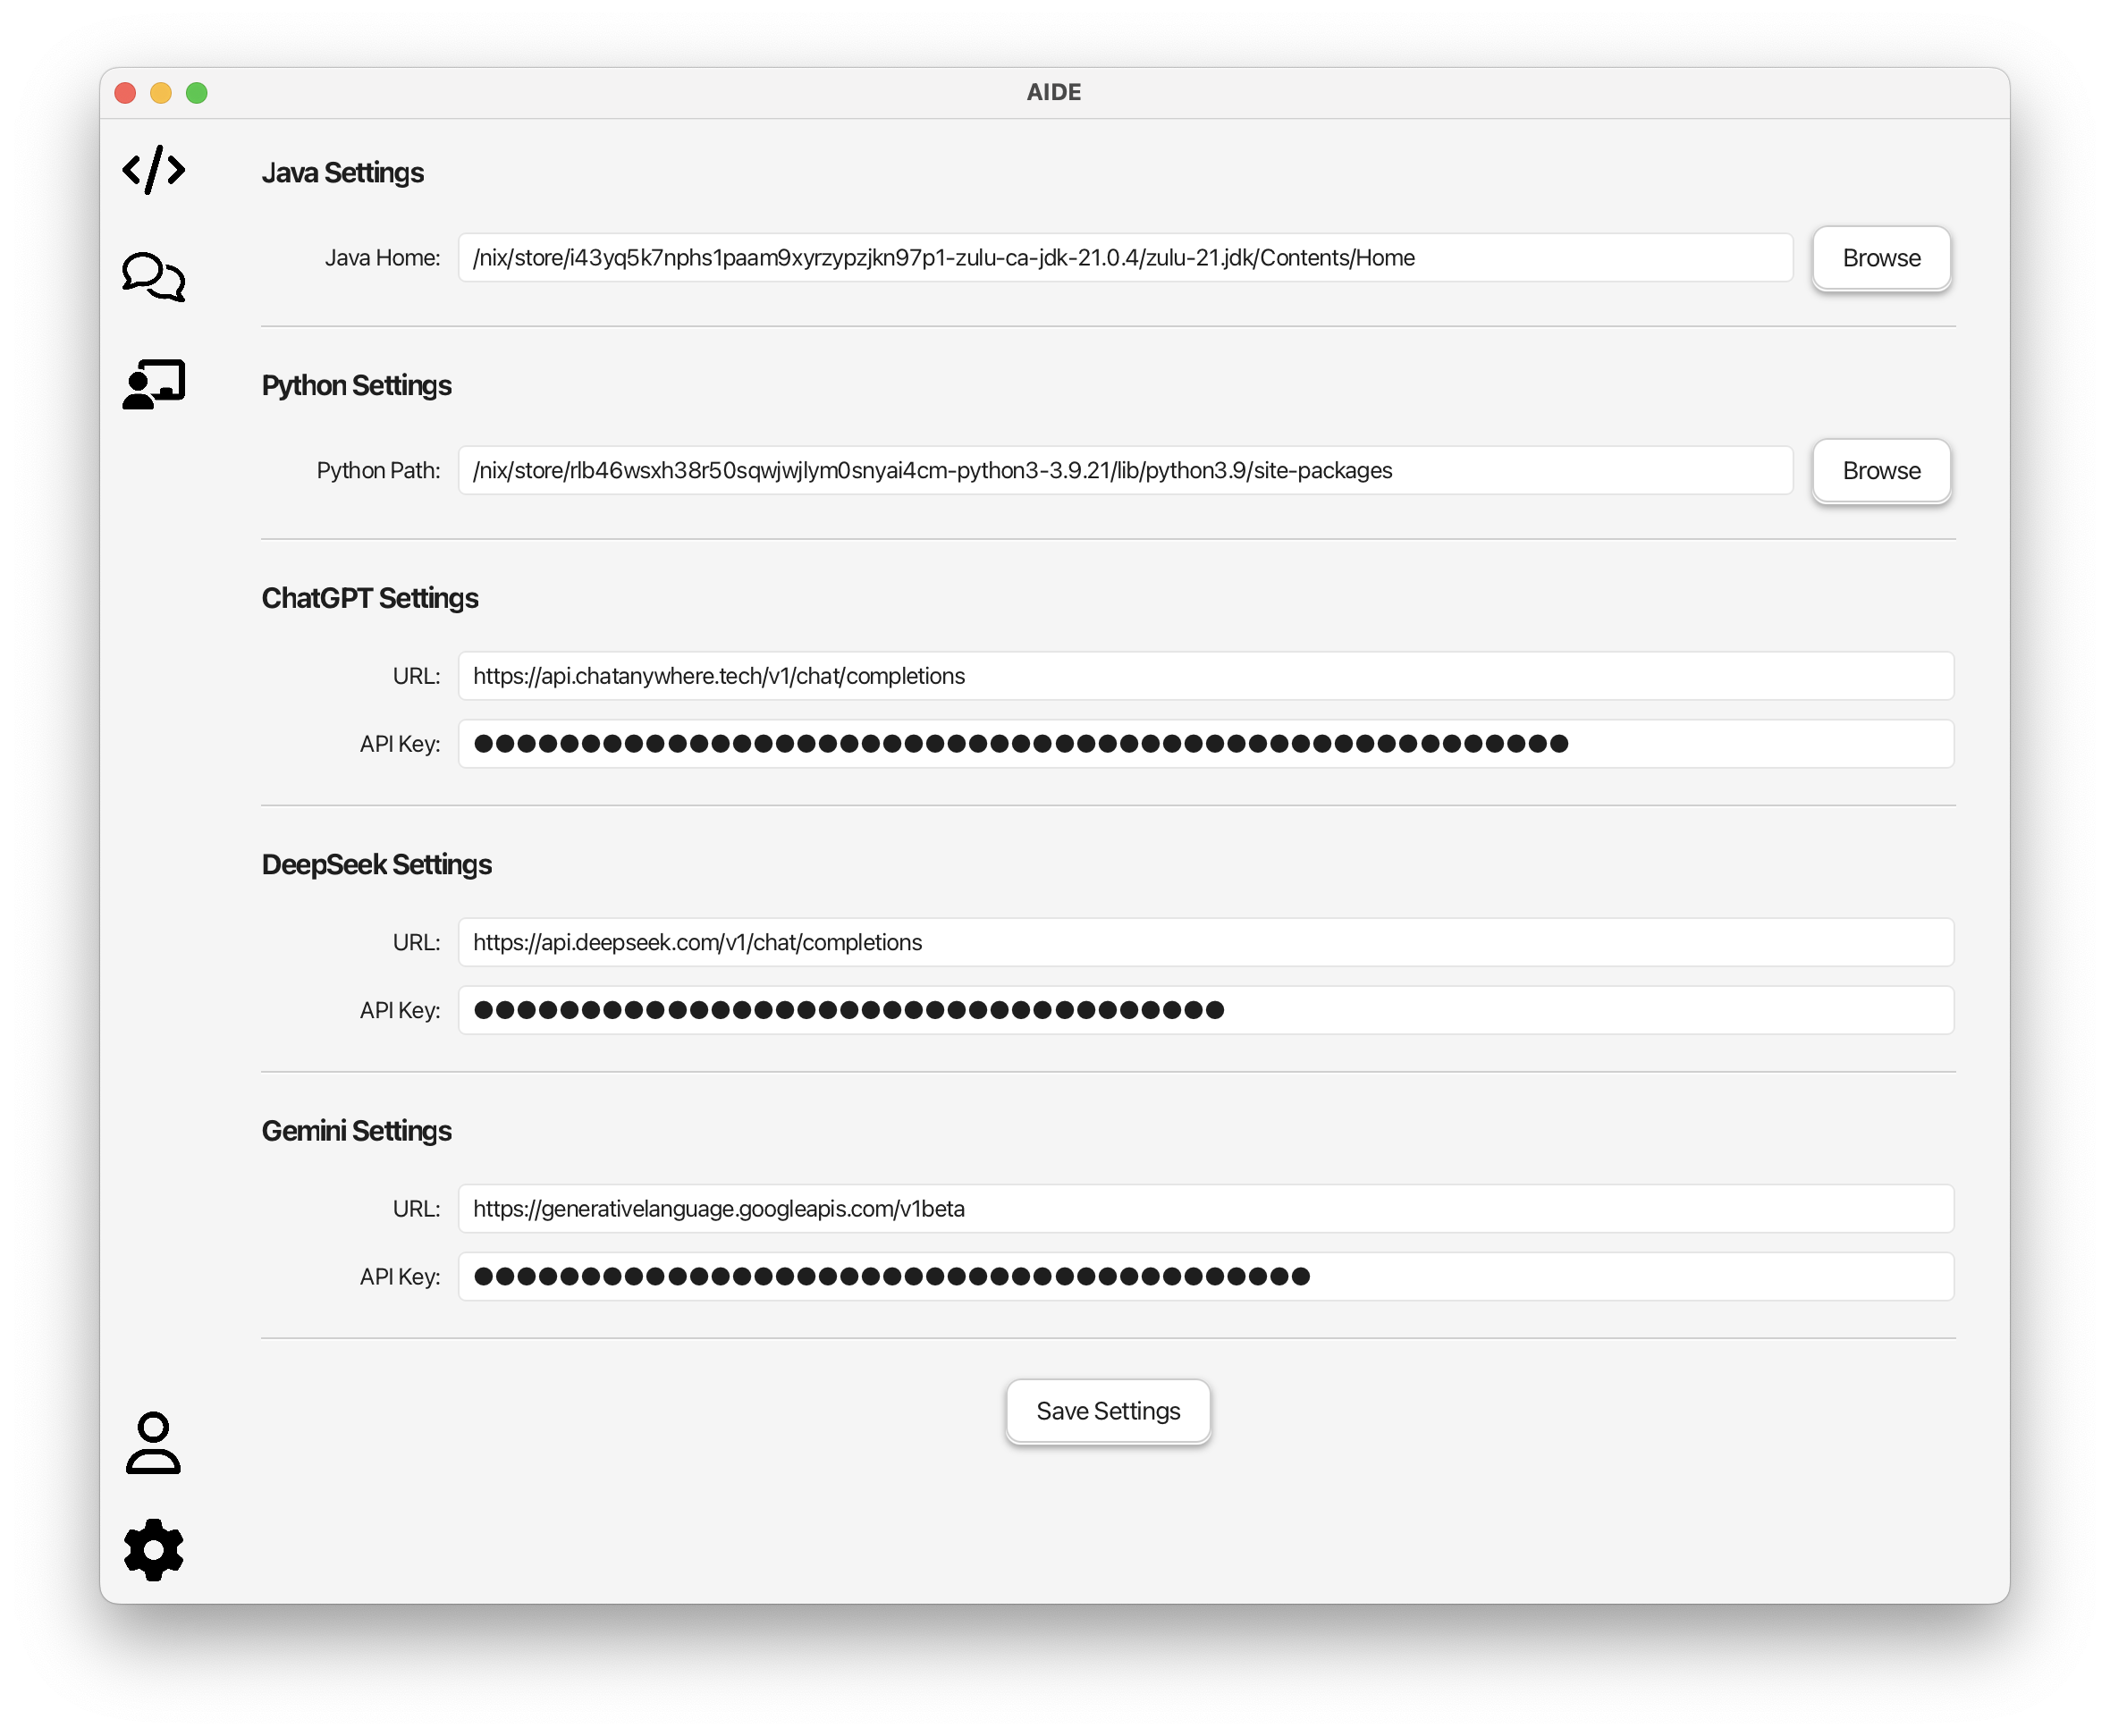 AIDE
Java Settings
Java Home: /nix/store/i43yq5k7nphs1paam9xyrzypzjkn97p1-zulu-ca-jdk-21.0.4/zulu-21.jdk/Contents/Home Browse
Python Settings
Python Path: /nix/store/rlb46wsxh38r50sqwjwjlym0snyai4cm-python3-3.9.21/lib/python3.9/site-packages Browse
ChatGPT Settings
URL: https://api.chatanywhere.tech/v1/chat/completions
API Key: ●●●●●●●●●●●●●●●●●●●●●●●●●●●●●●●●●●●●●●●●●●●●●●●●●●●
DeepSeek Settings
URL: https://api.deepseek.com/v1/chat/completions
API Key: ●●●●●●●●●●●●●●●●●●●●●●●●●●●●●●●●●●●
Gemini Settings
URL: https://generativelanguage.googleapis.com/v1beta
API Key: ●●●●●●●●●●●●●●●●●●●●●●●●●●●●●●●●●●●●●●●
Save Settings